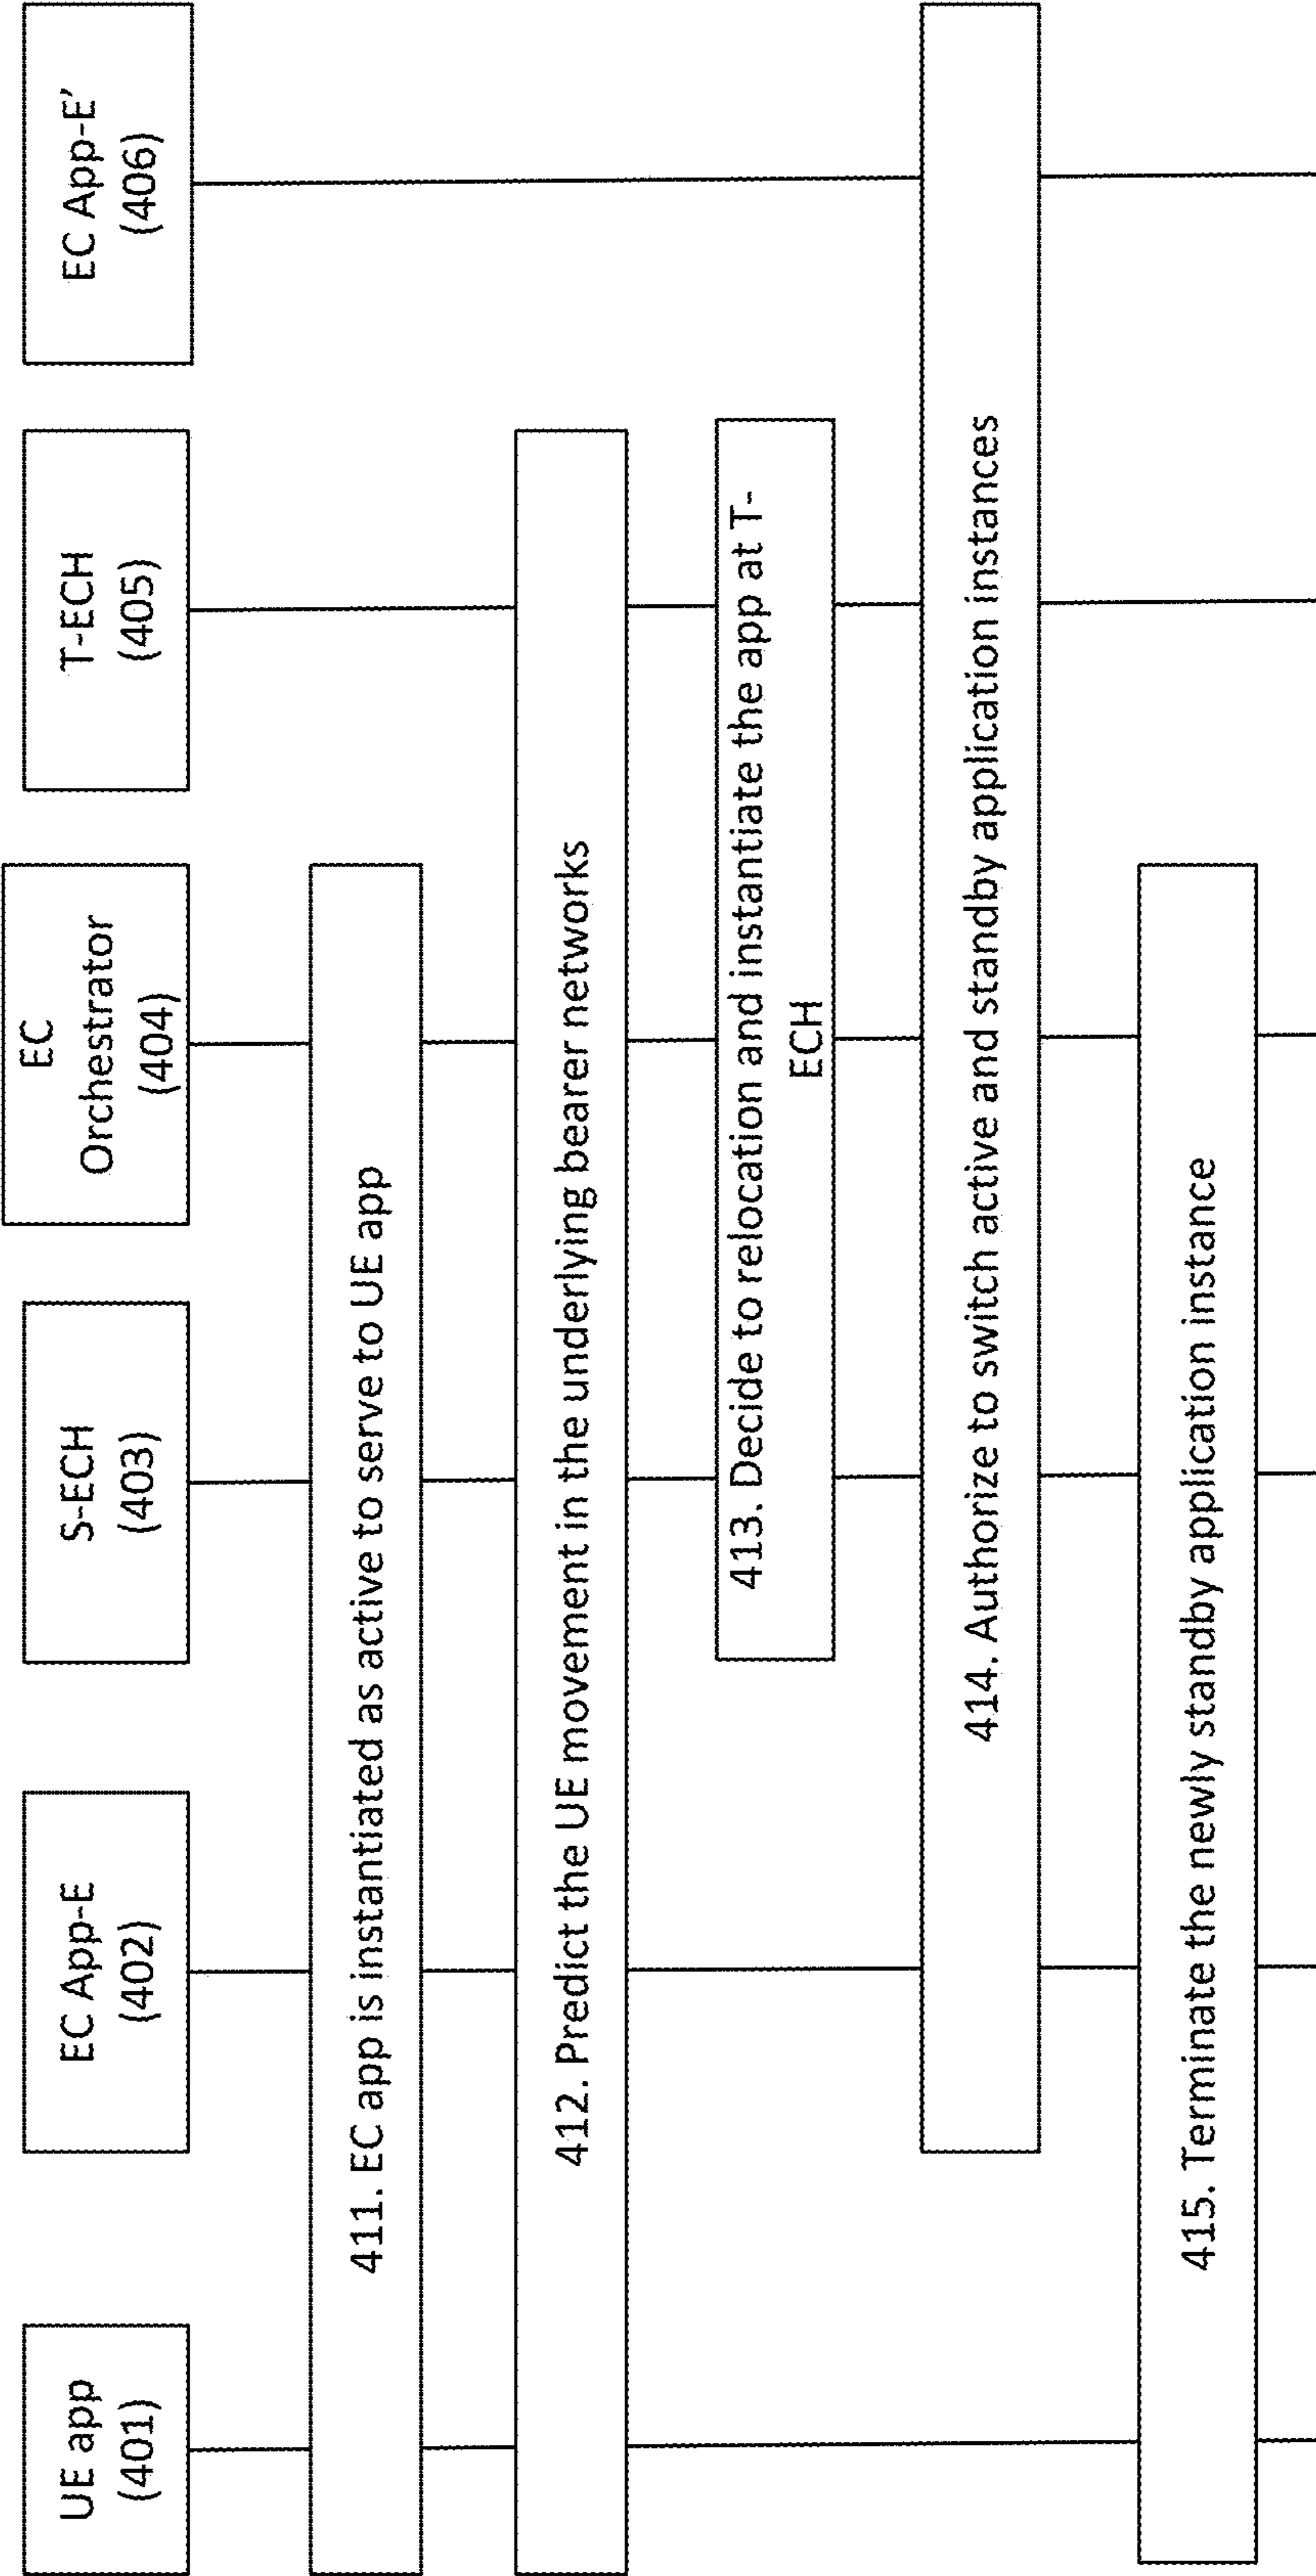 UE app
(401)
EC App-E
(402)
S-ECH
(403)
EC
Orchestrator
(404)
T-ECH
(405)
EC App-E’
(406)
411. EC app is instantiated as active to serve to UE app
412. Predict the UE movement in the underlying bearer networks
413. Decide to relocation and instantiate the app at T-
ECH
414. Authorize to switch active and standby application instances
415. Terminate the newly standby application instance